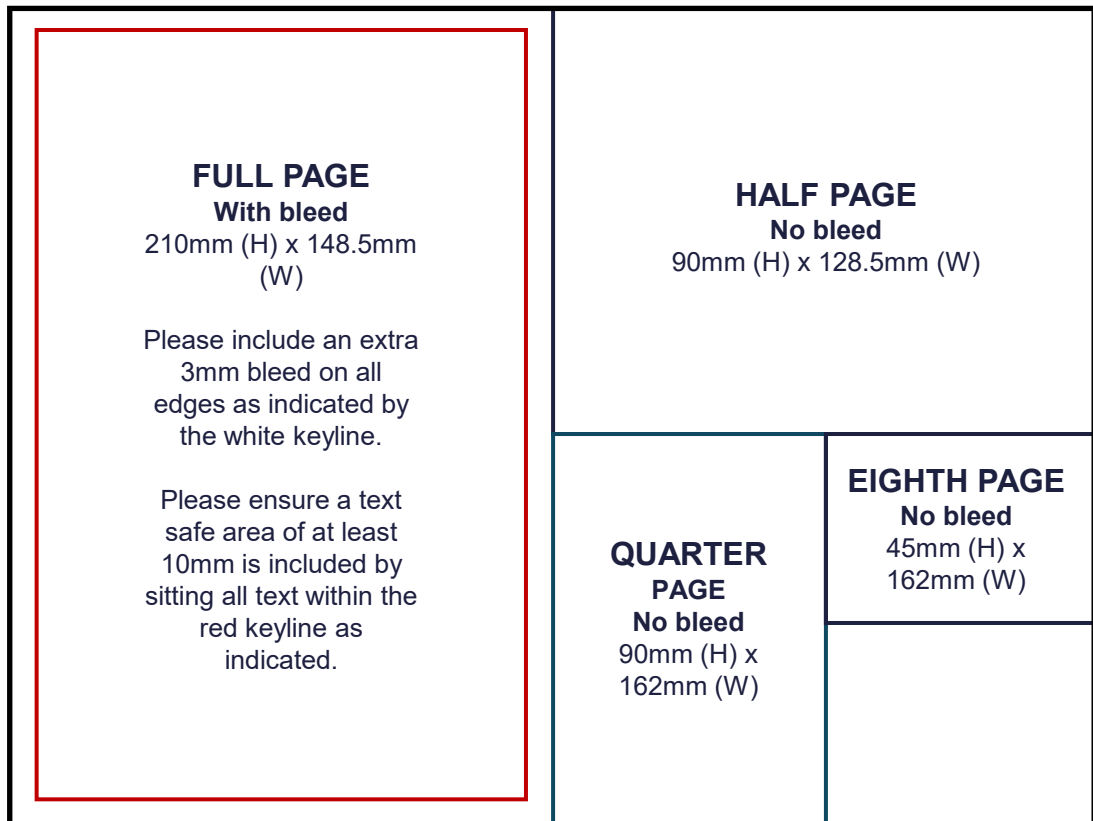 FULL PAGE
With bleed
210mm (H) x 148.5mm
(W)
Please include an extra
3mm bleed on all
edges as indicated by
the white keyline.
Please ensure a text
safe area of at least
10mm is included by
sitting all text within the
red keyline as
indicated.
HALF PAGE
No bleed
90mm (H) x 128.5mm (W)
QUARTER
PAGE
No bleed
90mm (H) x
162mm (W)
EIGHTH PAGE
No bleed
45mm (H) x
162mm (W)